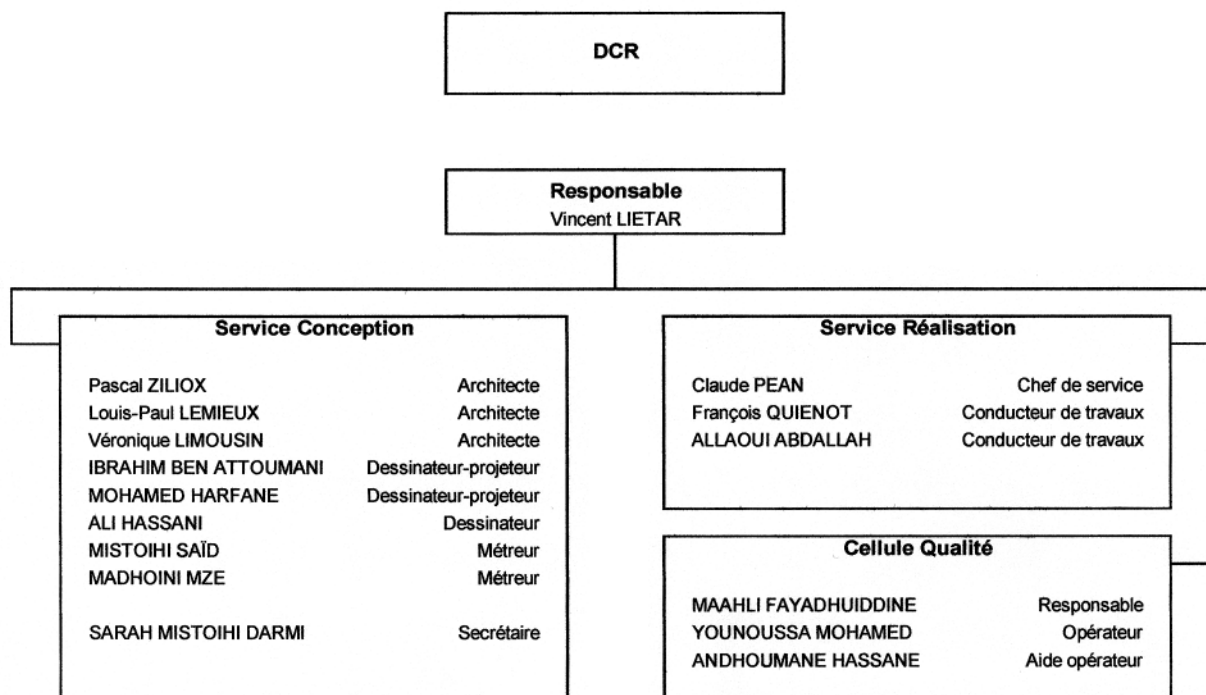 DCR
Responsable
Vincent LIETAR
Service Conception
Pascal ZILIOX Architecte
Louis-Paul LEMIEUX Architecte
Véronique LIMOUSIN Architecte
IBRAHIM BEN ATTOUMANI Dessinateur-projeteur
MOHAMED HARFANE Dessinateur-projeteur
ALI HASSANI Dessinateur
MISTOIHI SAÏD Métreur
MADHOINI MZE Métreur
SARAH MISTOIHI DARMI Secrétaire
Service Réalisation
Claude PEAN Chef de service
François QUIENOT Conducteur de travaux
ALLAOUI ABDALLAH Conducteur de travaux
Cellule Qualité
MAAHLI FAYADHUIDDINE Responsable
YOUNOUSSA MOHAMED Opérateur
ANDHOUMANE HASSANE Aide opérateur